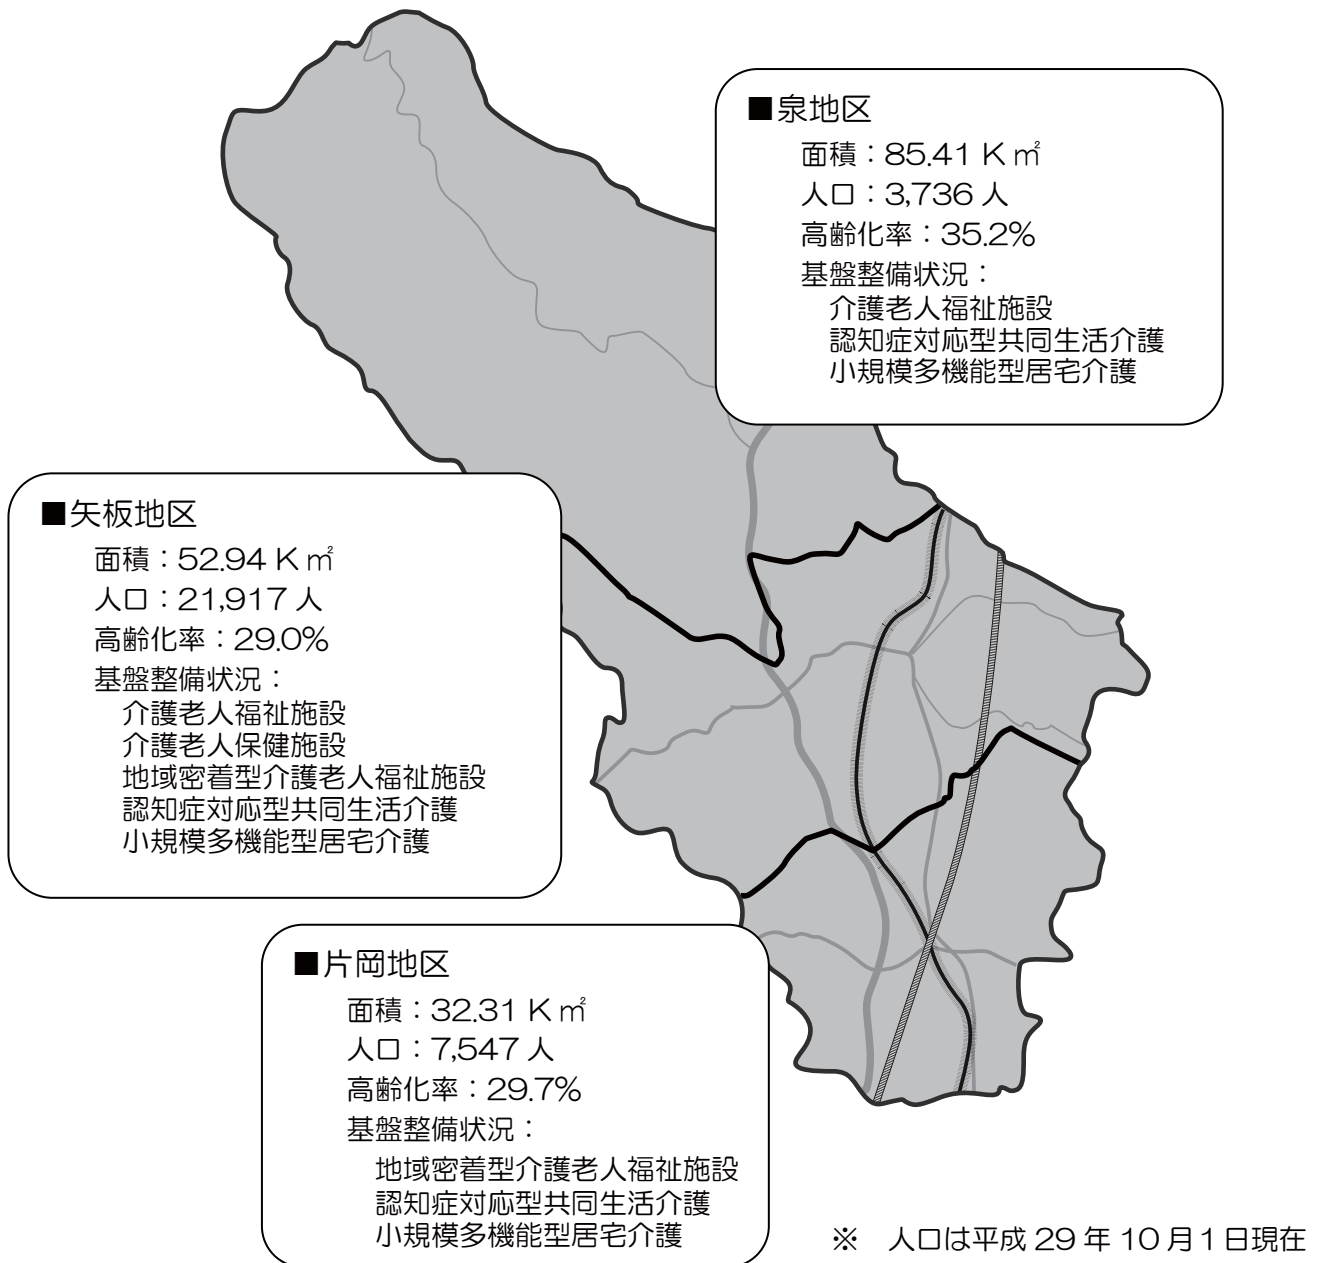 ■泉地区
面積：85.41 K㎡
人口：3,736 人
高齢化率：35.2%
基盤整備状況：
介護老人福祉施設
認知症対応型共同生活介護
小規模多機能型居宅介護
■矢板地区
面積：52.94 K㎡
人口：21,917 人
高齢化率：29.0%
基盤整備状況：
介護老人福祉施設
介護老人保健施設
地域密着型介護老人福祉施設
認知症対応型共同生活介護
小規模多機能型居宅介護
■片岡地区
面積：32.31 K㎡
人口：7,547 人
高齢化率：29.7%
基盤整備状況：
地域密着型介護老人福祉施設
認知症対応型共同生活介護
小規模多機能型居宅介護
※　人口は平成 29 年 10 月 1 日現在